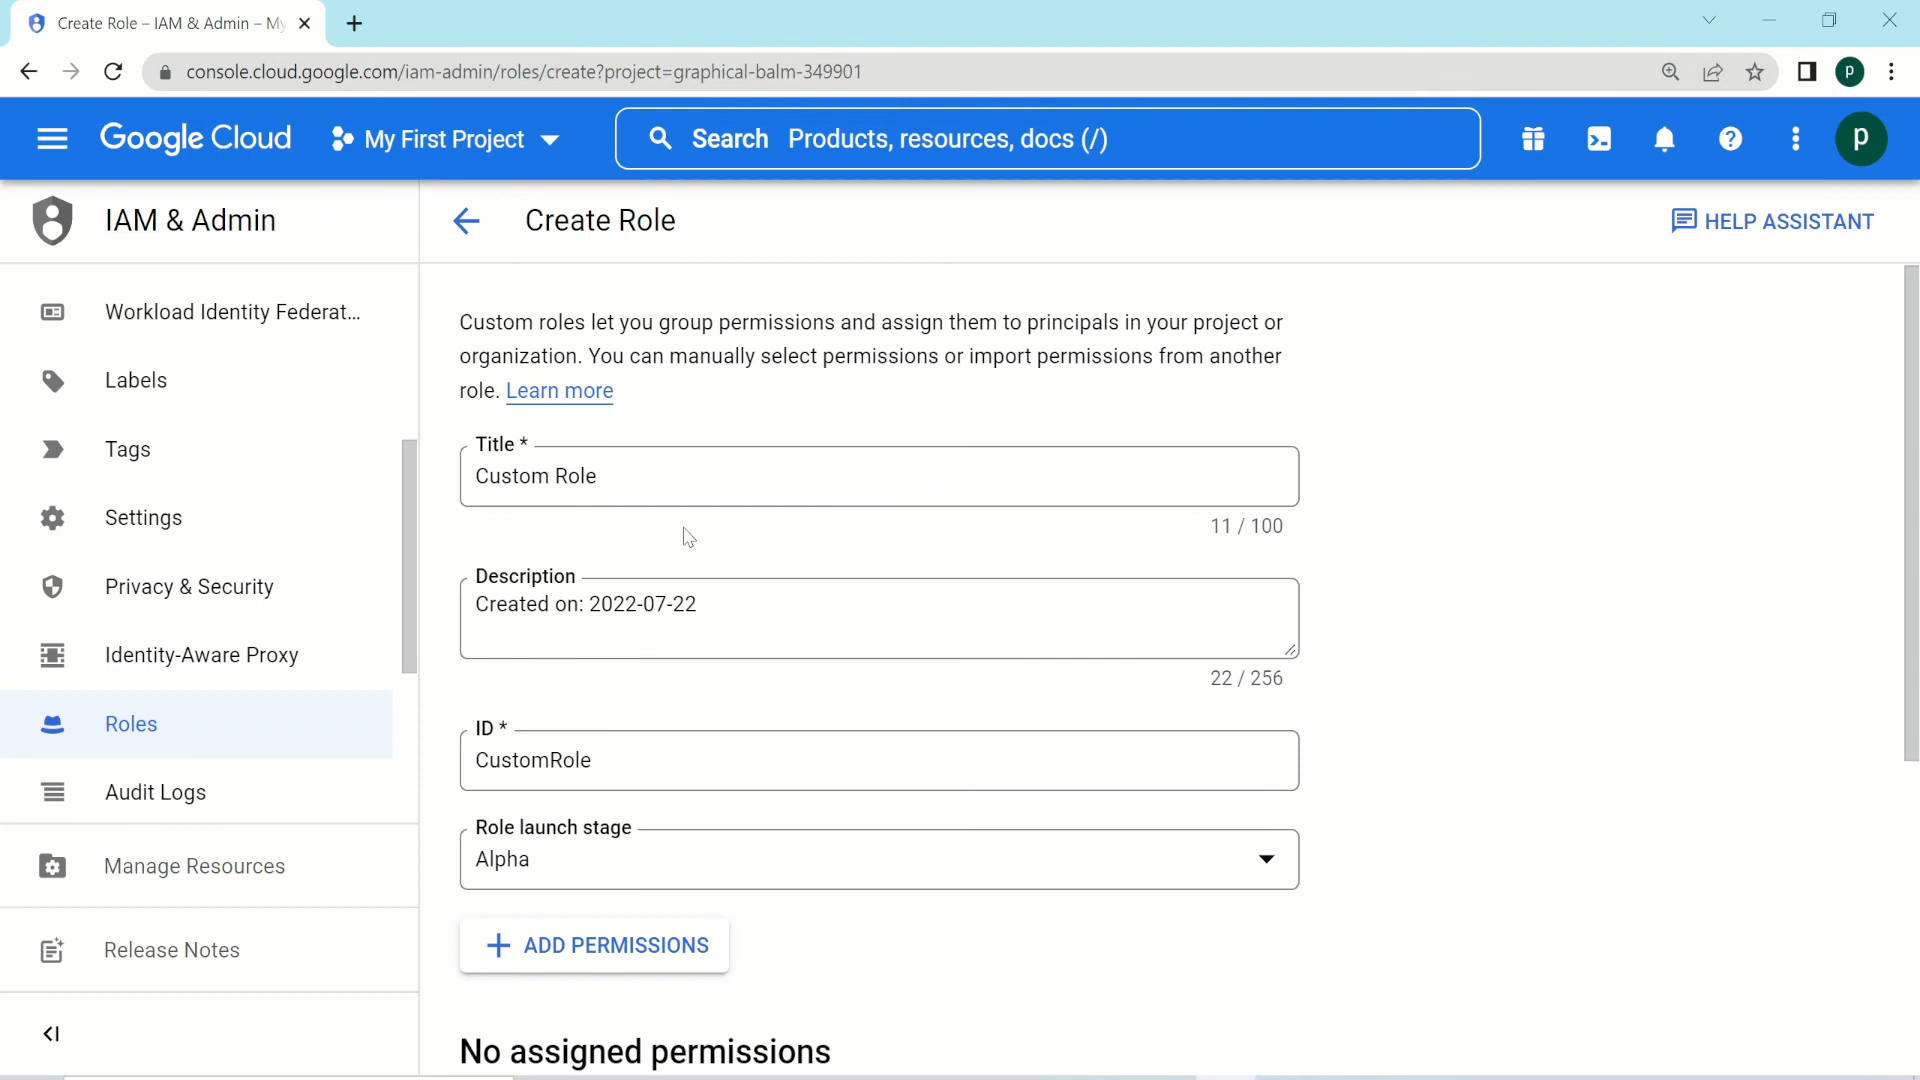 Create Role – IAM & Admin – My
console.cloud.google.com/iam-admin/roles/create?project=graphical-balm-349901
P
Google Cloud
My First Project
Search Products, resources, docs (/)
p
IAM & Admin
Create Role
HELP ASSISTANT
Workload Identity Federat...
Labels
Tags
Settings
Privacy & Security
Identity-Aware Proxy
Roles
Audit Logs
Manage Resources
Release Notes
Custom roles let you group permissions and assign them to principals in your project or
organization. You can manually select permissions or import permissions from another
role. Learn more
Title *
Custom Role
11 / 100
Description
Created on: 2022-07-22
22 / 256
ID *
CustomRole
Role launch stage
Alpha
ADD PERMISSIONS
No assigned permissions